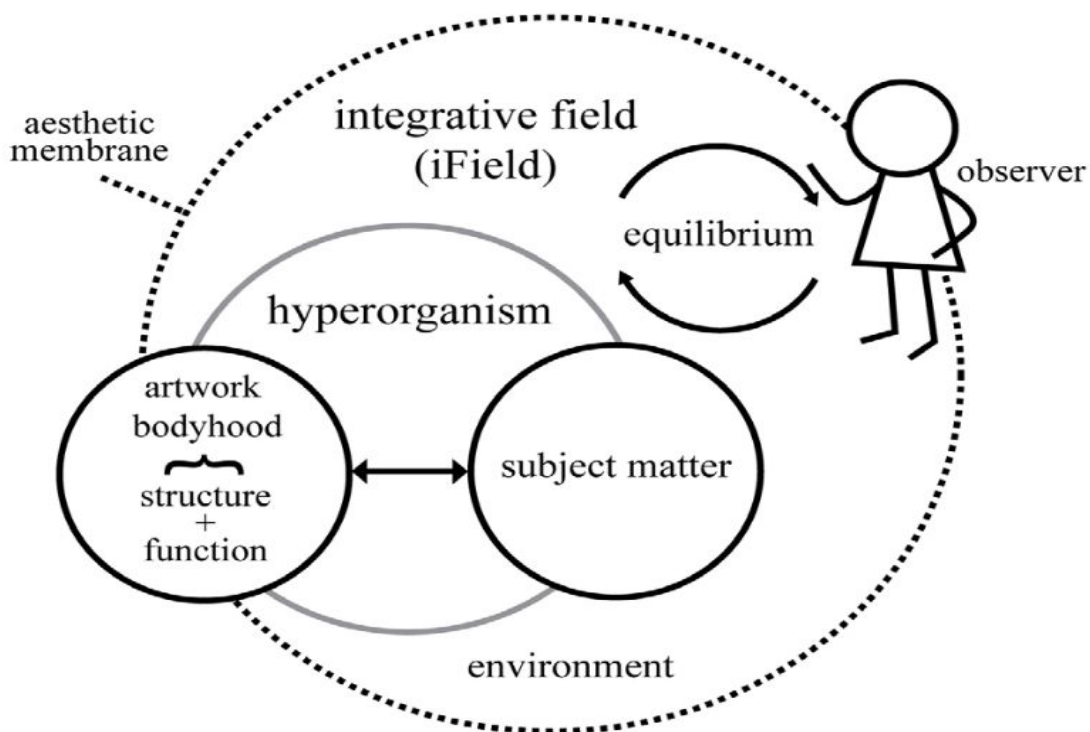 integrative field
(iField)
aesthetic
membrane
observer
equilibrium
hyperorganism
artwork
bodyhood
structure
+
function
subject matter
environment